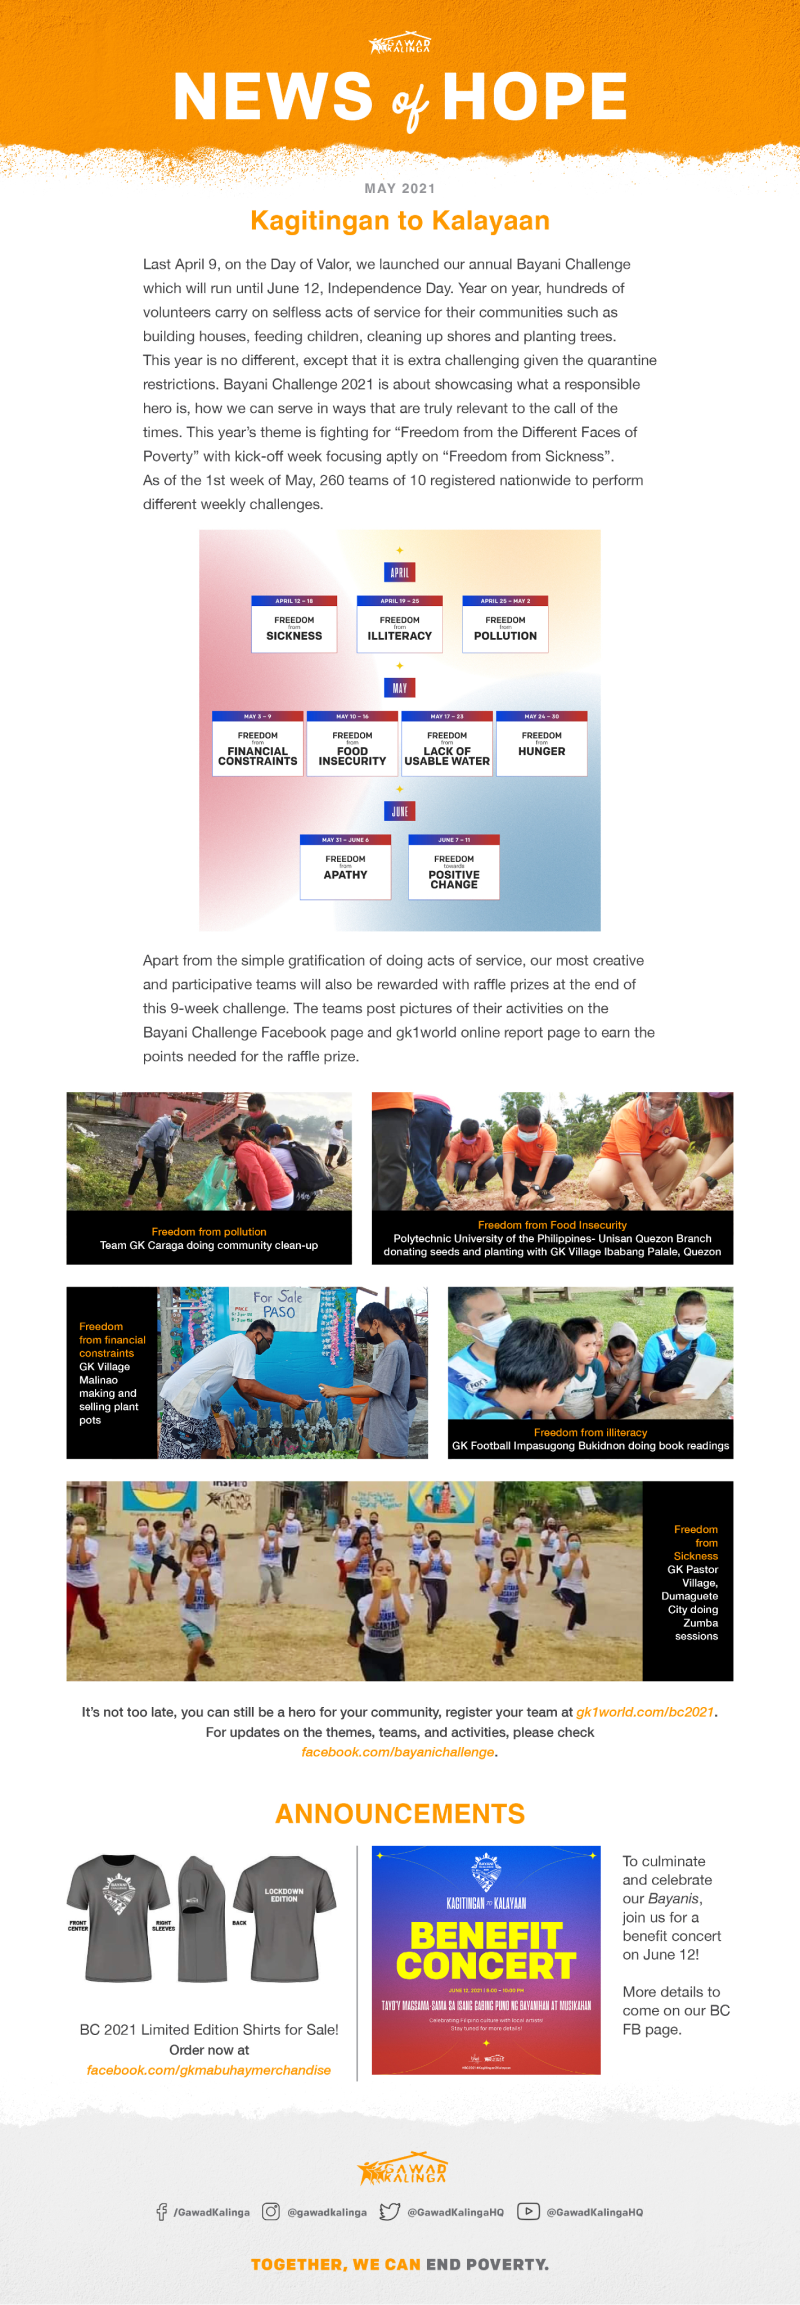 GAWAD
KALINGA
NEWS of HOPE
MAY 2021
Kagitingan to Kalayaan
Last April 9, on the Day of Valor, we launched our annual Bayani Challenge
which will run until June 12, Independence Day. Year on year, hundreds of
volunteers carry on selfless acts of service for their communities such as
building houses, feeding children, cleaning up shores and planting trees.
This year is no different, except that it is extra challenging given the quarantine
restrictions. Bayani Challenge 2021 is about showcasing what a responsible
hero is, how we can serve in ways that are truly relevant to the call of the
times. This year's theme is fighting for “Freedom from the Different Faces of
Poverty” with kick-off week focusing aptly on “Freedom from Sickness”.
As of the 1st week of May, 260 teams of 10 registered nationwide to perform
different weekly challenges.
APRIL
APRIL 12 – 18
FREEDOM
from
SICKNESS
APRIL 19 – 25
FREEDOM
from
ILLITERACY
APRIL 25 – MAY 2
FREEDOM
from
POLLUTION
MAY
MAY 3 – 9
FREEDOM
from
FINANCIAL
CONSTRAINTS
MAY 10 – 16
FREEDOM
from
FOOD
INSECURITY
MAY 17 – 23
FREEDOM
from
LACK OF
USABLE WATER
MAY 24 – 30
FREEDOM
from
HUNGER
JUNE
MAY 31 – JUNE 6
FREEDOM
from
APATHY
JUNE 7 – 11
FREEDOM
towards
POSITIVE
CHANGE
Apart from the simple gratification of doing acts of service, our most creative
and participative teams will also be rewarded with raffle prizes at the end of
this 9-week challenge. The teams post pictures of their activities on the
Bayani Challenge Facebook page and gk1world online report page to earn the
points needed for the raffle prize.
Freedom from pollution
Team GK Caraga doing community clean-up
Freedom from Food Insecurity
Polytechnic University of the Philippines- Unisan Quezon Branch
donating seeds and planting with GK Village Ibabang Palale, Quezon
Freedom
from financial
constraints
GK Village
Malinao
making and
selling plant
pots
For Sale
PASO
Freedom from illiteracy
GK Football Impasugong Bukidnon doing book readings
GAWAD
KALINGA
Freedom
from
Sickness
GK Pastor
Village,
Dumaguete
City doing
Zumba
sessions
It's not too late, you can still be a hero for your community, register your team at gk1world.com/bc2021.
For updates on the themes, teams, and activities, please check
facebook.com/bayanichallenge.
ANNOUNCEMENTS
FRONT
CENTER
RIGHT
SLEEVES
BACK
LOCKDOWN
EDITION
BC 2021 Limited Edition Shirts for Sale!
Order now at
facebook.com/gkmabuhaymerchandise
KAGITINGAN TO KALAYAAN
BENEFIT
CONCERT
JUNE 12, 2021 | 8:00 – 10:00 PM
TAYO'Y MAGSAMA-SAMA SA ISANG GABING PUNO NG BAYANIHAN AT MUSIKAHAN
Celebrating Filipino culture with local artists!
Stay tuned for more details!
To culminate
and celebrate
our Bayanis,
join us for a
benefit concert
on June 12!
More details to
come on our BC
FB page.
GAWAD
KALINGA
/GawadKalinga @gawadkalinga @GawadKalingaHQ @GawadKalingaHQ
TOGETHER, WE CAN END POVERTY.